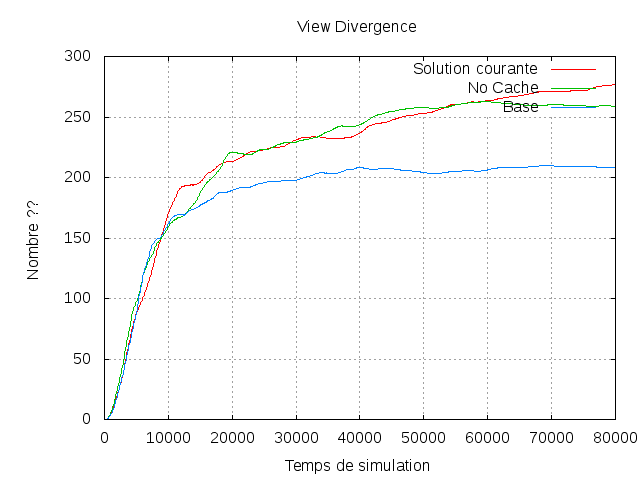 View Divergence
Solution courante
No Cache
Base
300
250
200
150
100
50
0
Nombre ??
0 10000 20000 30000 40000 50000 60000 70000 80000
Temps de simulation